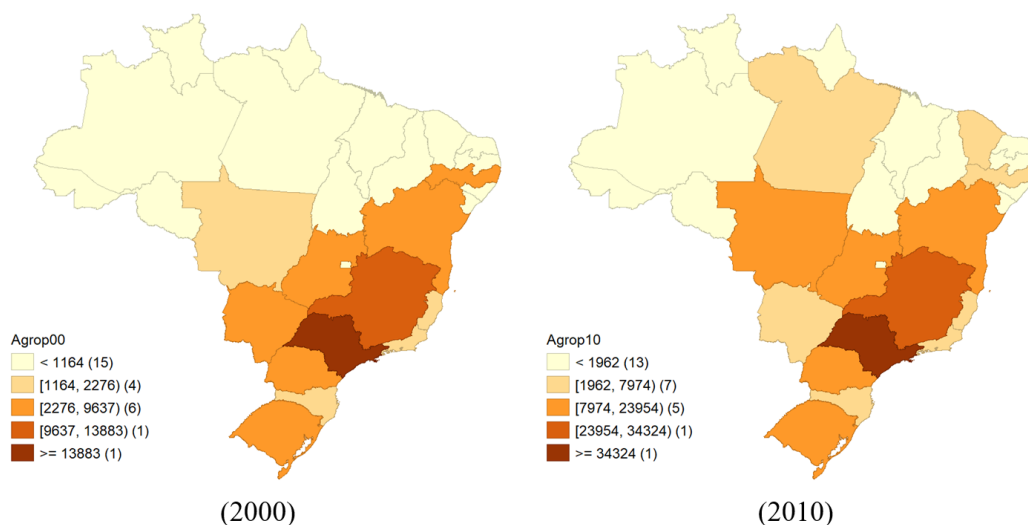 Agrop00
< 1164 (15)
[1164, 2276) (4)
[2276, 9637) (6)
[9637, 13883) (1)
>= 13883 (1)
(2000)
Agrop10
< 1962 (13)
[1962, 7974) (7)
[7974, 23954) (5)
[23954, 34324) (1)
>= 34324 (1)
(2010)